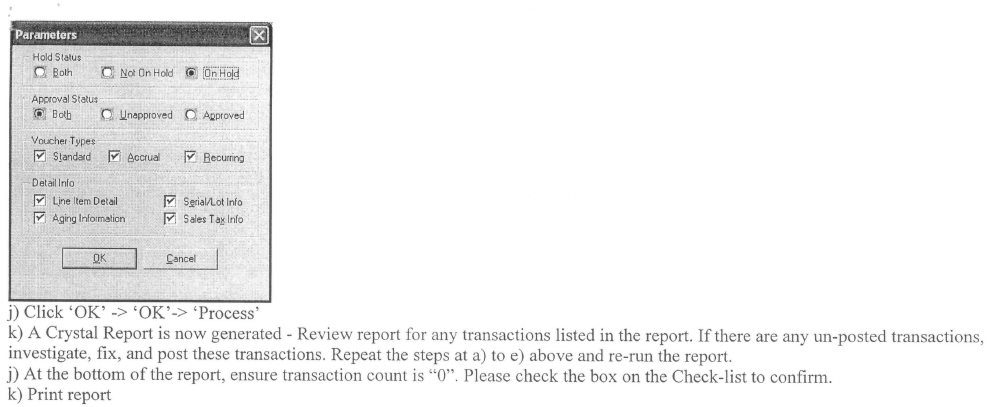 Parameters
Hold Status
Both Not On Hold On Hold
Approval Status
Both Unapproved Approved
Voucher Types
Standard Accrual Recurring
Detail Info
Line Item Detail Serial/Lot Info
Aging Information Sales Tax Info
OK Cancel
j) Click ‘OK’ -> ‘OK’-> ‘Process’
k) A Crystal Report is now generated - Review report for any transactions listed in the report. If there are any un-posted transactions,
investigate, fix, and post these transactions. Repeat the steps at a) to e) above and re-run the report.
j) At the bottom of the report, ensure transaction count is “0”. Please check the box on the Check-list to confirm.
k) Print report